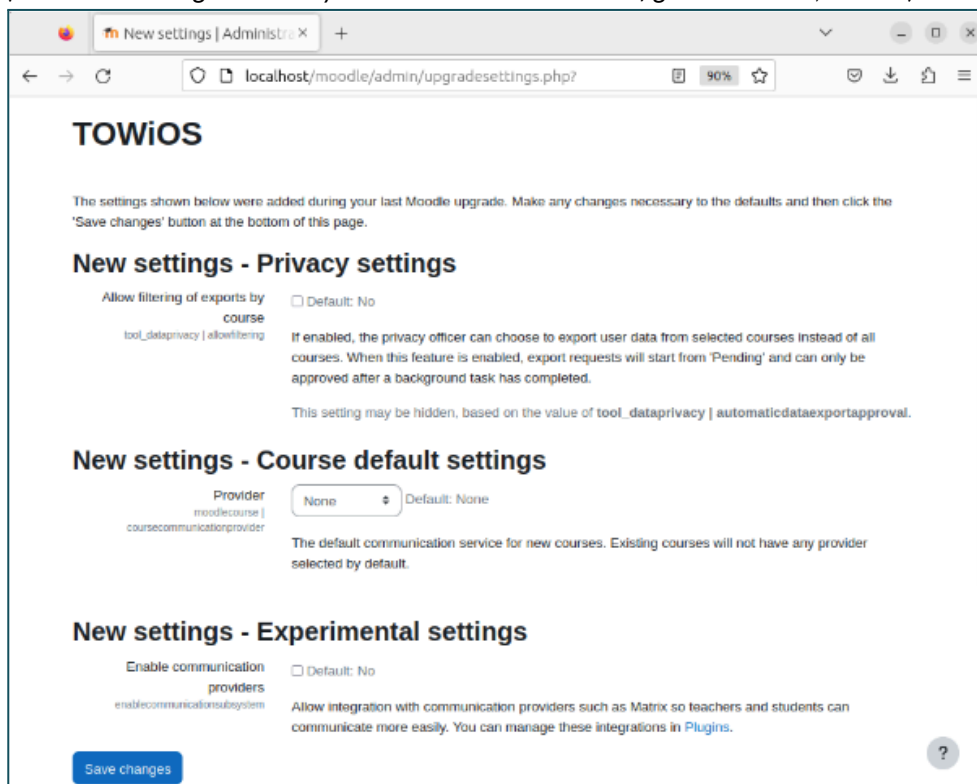 New settings | Administra
localhost/moodle/admin/upgradesettings.php?
90%
TOWiOS
The settings shown below were added during your last Moodle upgrade. Make any changes necessary to the defaults and then click the
'Save changes' button at the bottom of this page.
New settings - Privacy settings
Allow filtering of exports by
course
tool_dataprivacy | allowfiltering
Default: No
If enabled, the privacy officer can choose to export user data from selected courses instead of all
courses. When this feature is enabled, export requests will start from 'Pending' and can only be
approved after a background task has completed.
This setting may be hidden, based on the value of tool_dataprivacy | automaticdataexportapproval.
New settings - Course default settings
Provider
moodlecourse |
coursecommunicationprovider
None
Default: None
The default communication service for new courses. Existing courses will not have any provider
selected by default.
New settings - Experimental settings
Enable communication
providers
enablecommunicationsubsystem
Default: No
Allow integration with communication providers such as Matrix so teachers and students can
communicate more easily. You can manage these integrations in Plugins.
?
Save changes